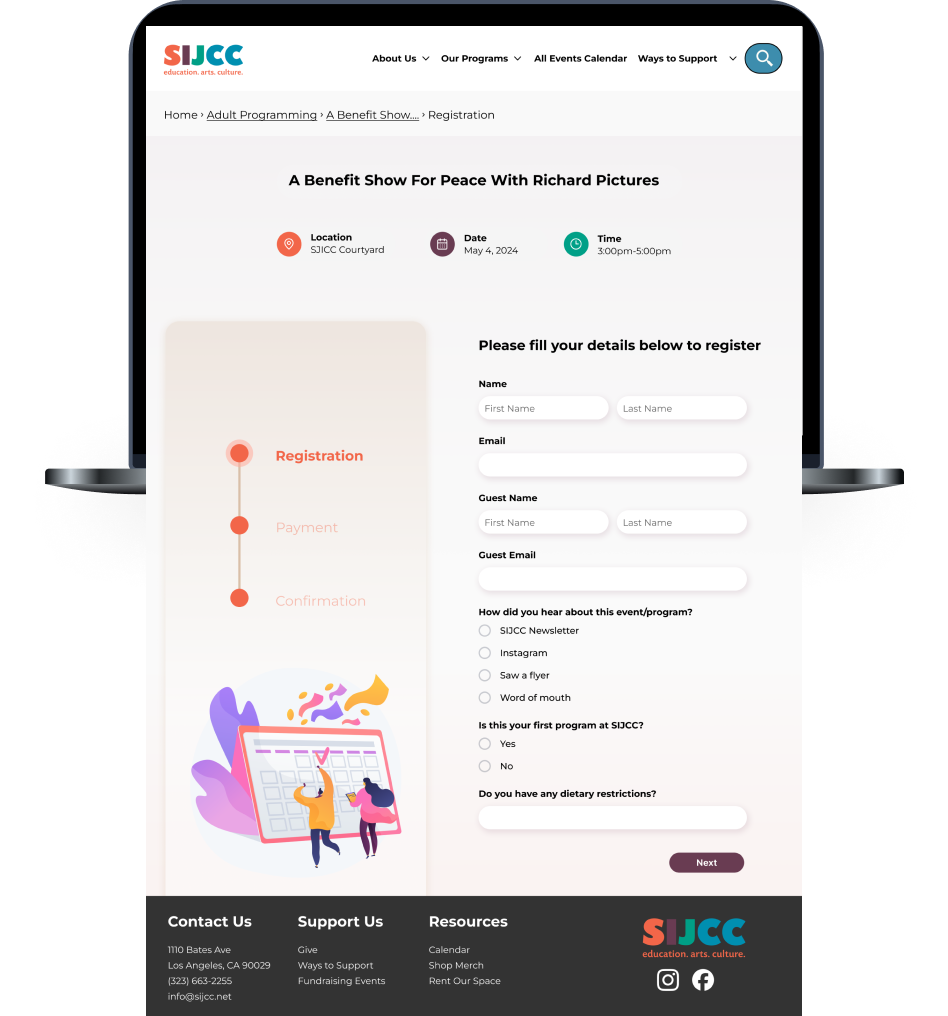 SIJCC
education. arts. culture.
About Us Our Programs All Events Calendar Ways to Support
Home › Adult Programming › A Benefit Show.... › Registration
A Benefit Show For Peace With Richard Pictures
Location
SJICC Courtyard
Date
May 4, 2024
Time
3:00pm-5:00pm
Registration
Payment
Confirmation
Please fill your details below to register
Name
First Name Last Name
Email
Guest Name
First Name Last Name
Guest Email
How did you hear about this event/program?
SIJCC Newsletter
Instagram
Saw a flyer
Word of mouth
Is this your first program at SIJCC?
Yes
No
Do you have any dietary restrictions?
Next
Contact Us
1110 Bates Ave
Los Angeles, CA 90029
(323) 663-2255
info@sijcc.net
Support Us
Give
Ways to Support
Fundraising Events
Resources
Calendar
Shop Merch
Rent Our Space
SIJCC
education. arts. culture.